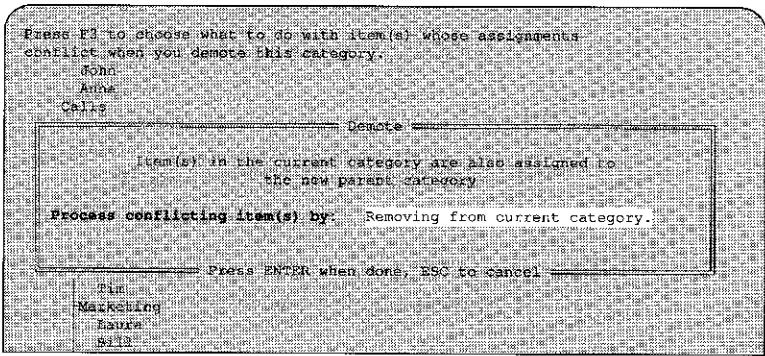 Press F3 to choose what to do with item(s) whose assignments
conflict when you demote this category.
John
Anne
Calls
Demote
Item(s) in the current category are also assigned to
the new parent category
Process conflicting item(s) by: Removing from current category.
Press ENTER when done, ESC to cancel
Tim
Marketing
Laura
Bill